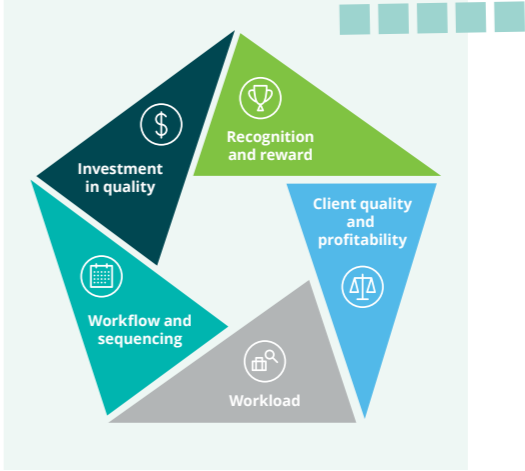 Recognition
and reward
Client quality
and
profitability
Workload
Workflow and
sequencing
Investment
in quality